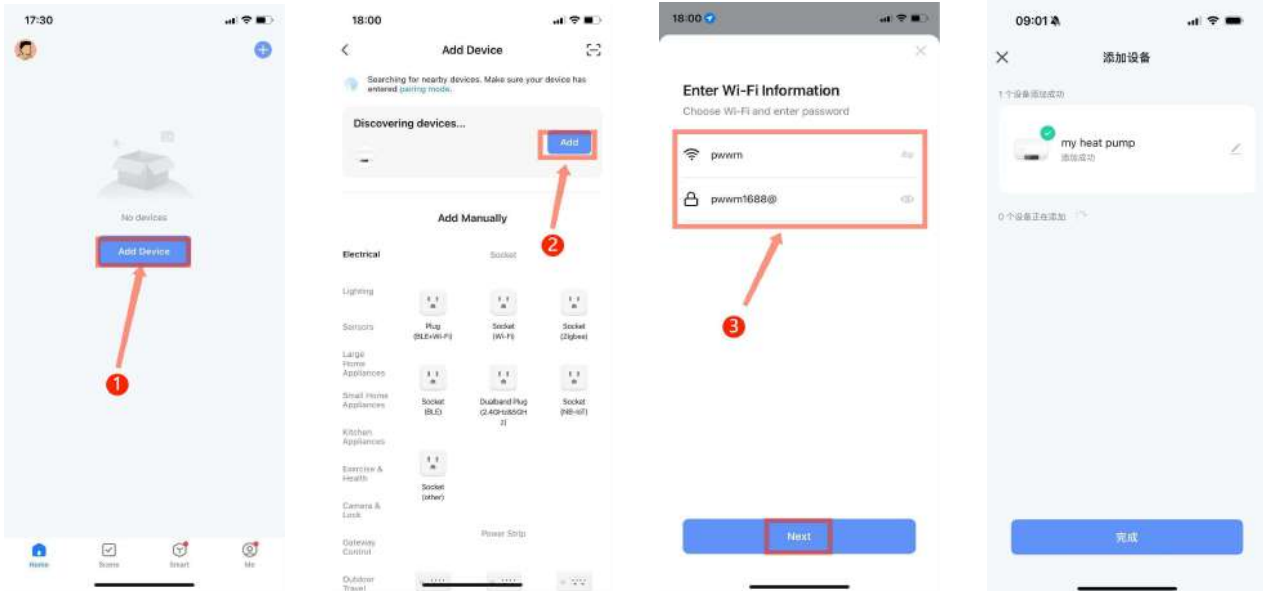 17:30
No devices
Add Device
1
Home
Scene
Smart
Me
18:00
Add Device
Searching for nearby devices. Make sure your device has
entered pairing mode.
Discovering devices...
Add
2
Add Manually
Electrical
Lighting
Sensors
Large
Home
Appliances
Small Home
Appliances
Kitchen
Appliances
Exercise &
Health
Camera &
Lock
Gateway
Control
Outdoor
Travel
Socket
Plug
(BLE+Wi-Fi)
Socket
(Wi-Fi)
Socket
(Zigbee)
Socket
(BLE)
Dualband Plug
(2.4GHz&5GH
z)
Socket
(NB-IoT)
Socket
(other)
Power Strip
18:00
Enter Wi-Fi Information
Choose Wi-Fi and enter password
pwwm
pwwm1688@
3
Next
09:01
添加设备
1 个设备添加成功
my heat pump
添加成功
0 个设备正在添加
完成